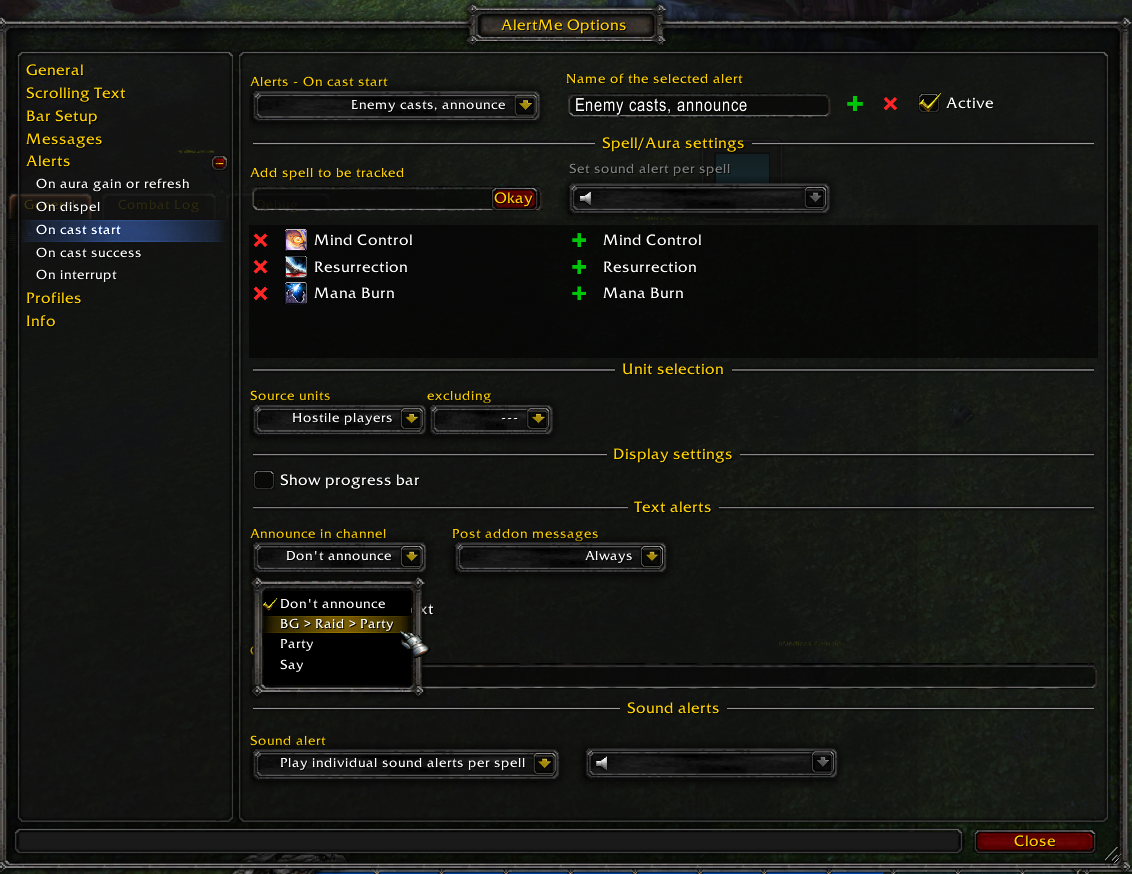 AlertMe Options
General
Scrolling Text
Bar Setup
Messages
Alerts
On aura gain or refresh
On dispel
Combat Log
On cast start
On cast success
On interrupt
Profiles
Info
Alerts - On cast start
Enemy casts, announce
Name of the selected alert
Enemy casts, announce
Active
Spell/Aura settings
Add spell to be tracked
Okay
Set sound alert per spell
Mind Control
Mind Control
Resurrection
Resurrection
Mana Burn
Mana Burn
Unit selection
Source units
Hostile players
excluding
---
Display settings
Show progress bar
Text alerts
Announce in channel
Don't announce
Post addon messages
Always
Don't announce
BG > Raid > Party
Party
Say
Sound alerts
Sound alert
Play individual sound alerts per spell
Close